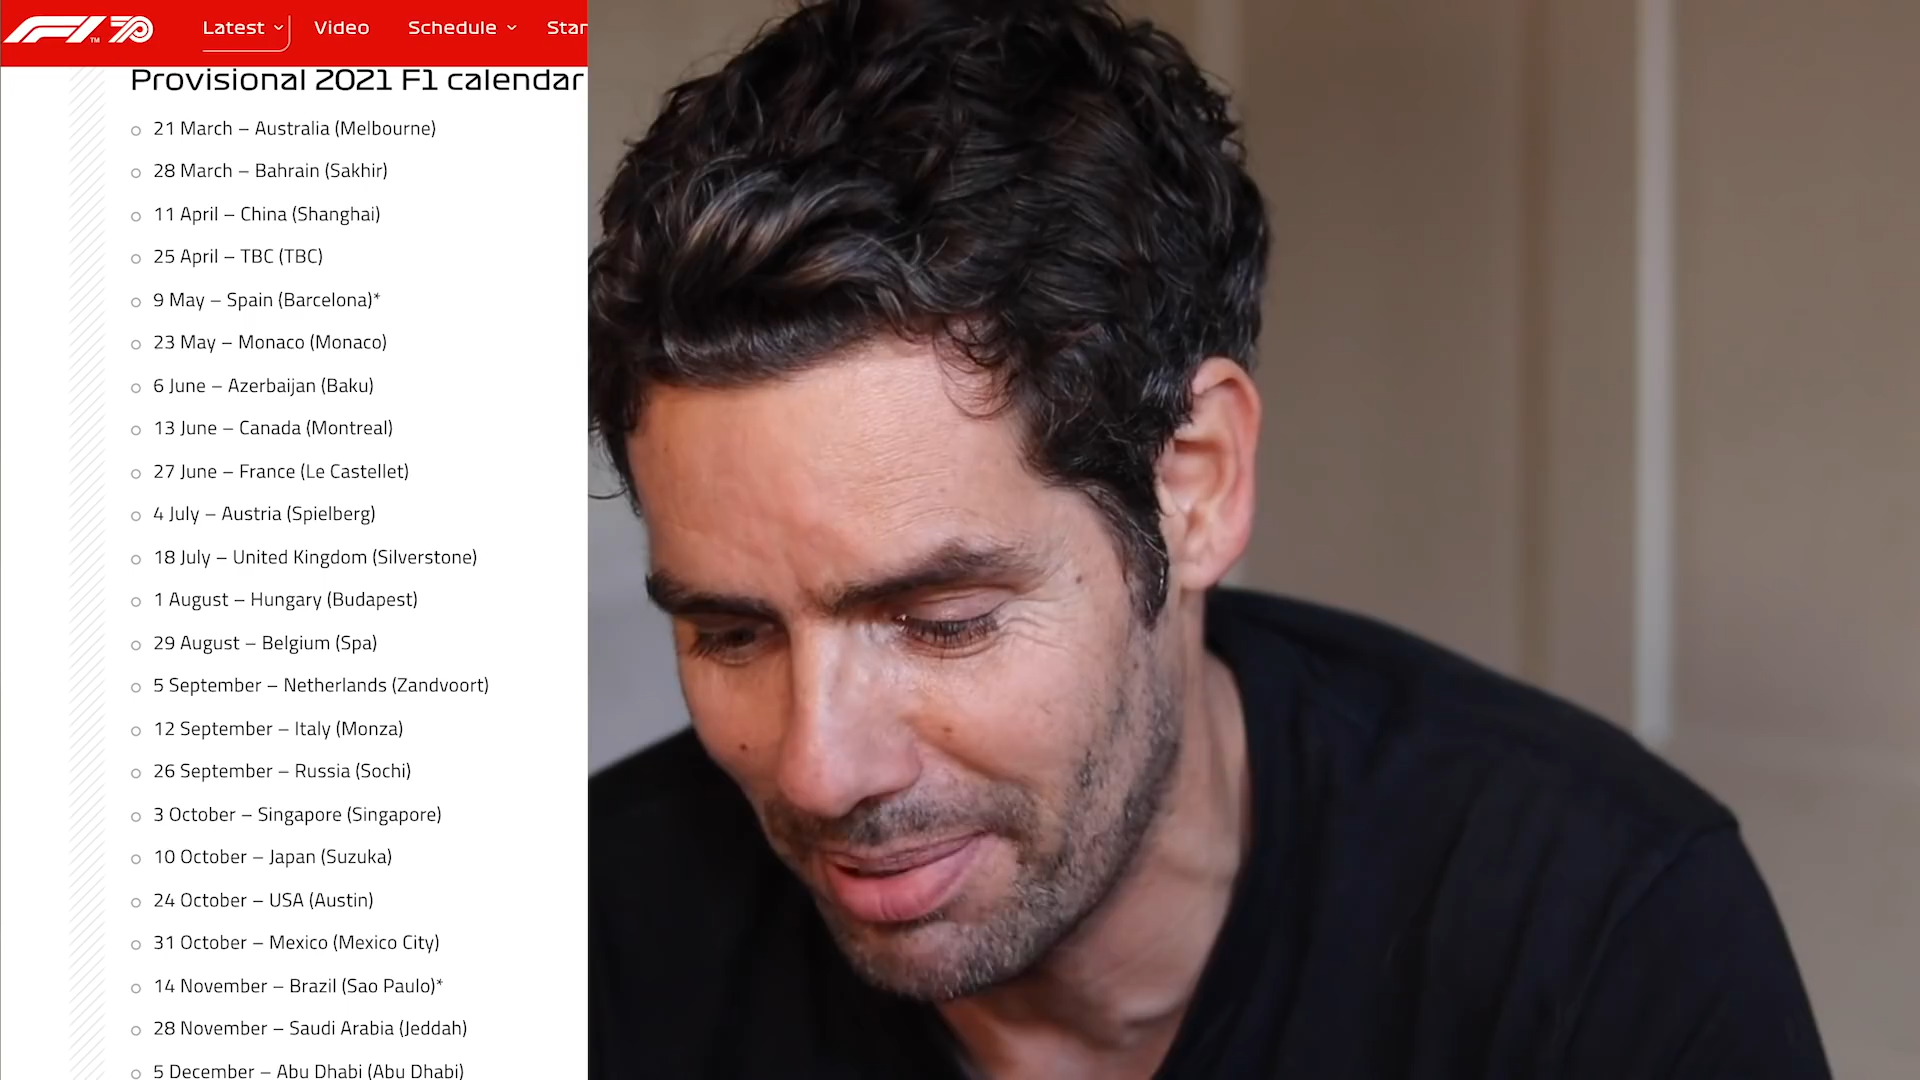 F1 ™ 70 Latest Video Schedule Star
Provisional 2021 F1 calendar
21 March – Australia (Melbourne)
28 March – Bahrain (Sakhir)
11 April – China (Shanghai)
25 April – TBC (TBC)
9 May – Spain (Barcelona)*
23 May – Monaco (Monaco)
6 June – Azerbaijan (Baku)
13 June – Canada (Montreal)
27 June – France (Le Castellet)
4 July – Austria (Spielberg)
18 July – United Kingdom (Silverstone)
1 August – Hungary (Budapest)
29 August – Belgium (Spa)
5 September – Netherlands (Zandvoort)
12 September – Italy (Monza)
26 September – Russia (Sochi)
3 October – Singapore (Singapore)
10 October – Japan (Suzuka)
24 October – USA (Austin)
31 October – Mexico (Mexico City)
14 November – Brazil (Sao Paulo)*
28 November – Saudi Arabia (Jeddah)
5 December – Abu Dhabi (Abu Dhabi)